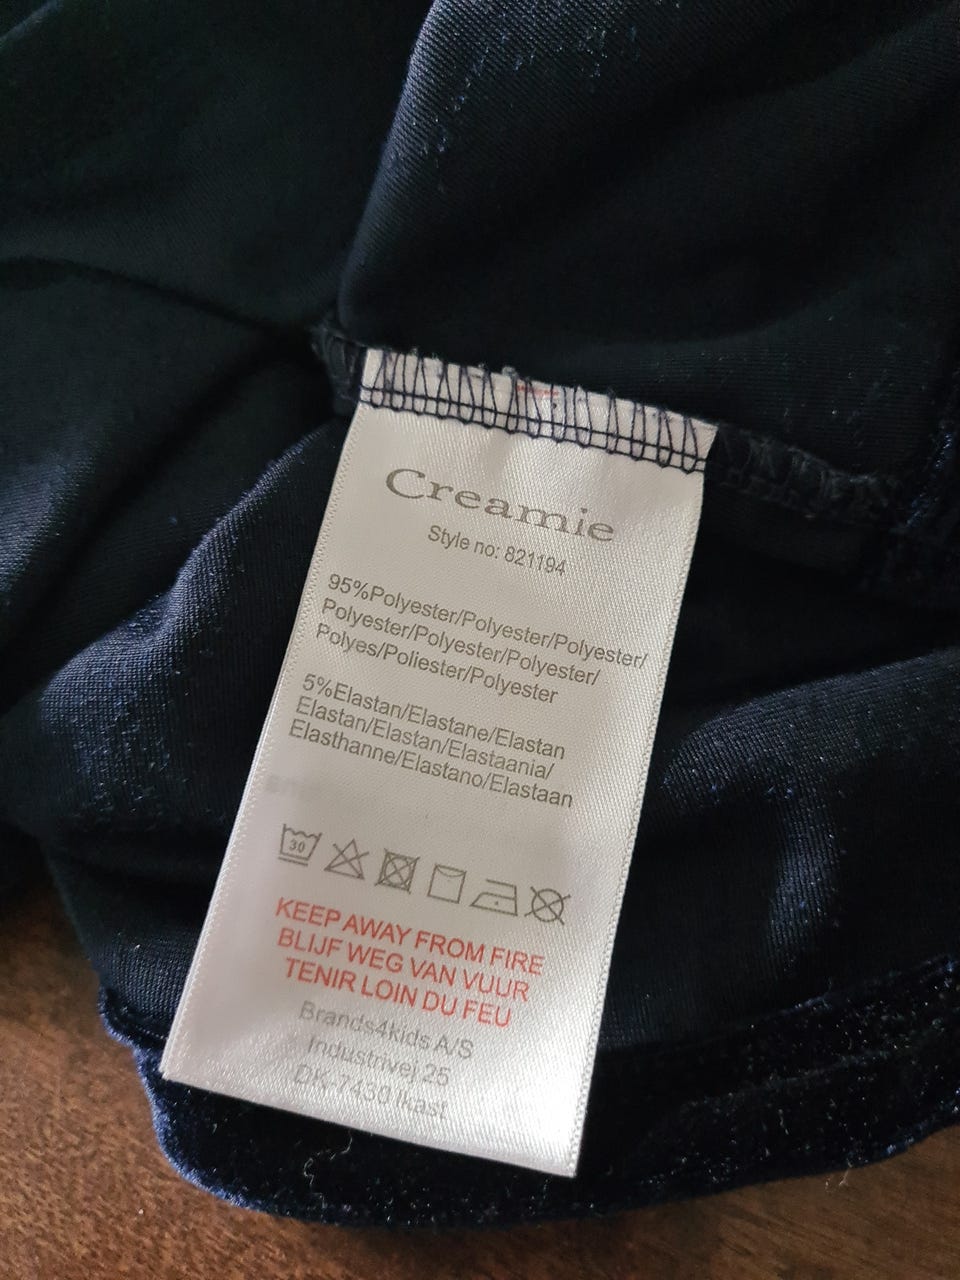 Creamie
Style no: 821194
95%Polyester/Polyester/Polyester/
Polyester/Polyester/Polyester/
Polyes/Poliester/Polyester
5%Elastan/Elastane/Elastan
Elastan/Elastan/Elastaania/
Elasthanne/Elastano/Elastaan
30
KEEP AWAY FROM FIRE
BLIJF WEG VAN VUUR
TENIR LOIN DU FEU
Brands4kids A/S
Industrivej 25
DK-7430 Ikast